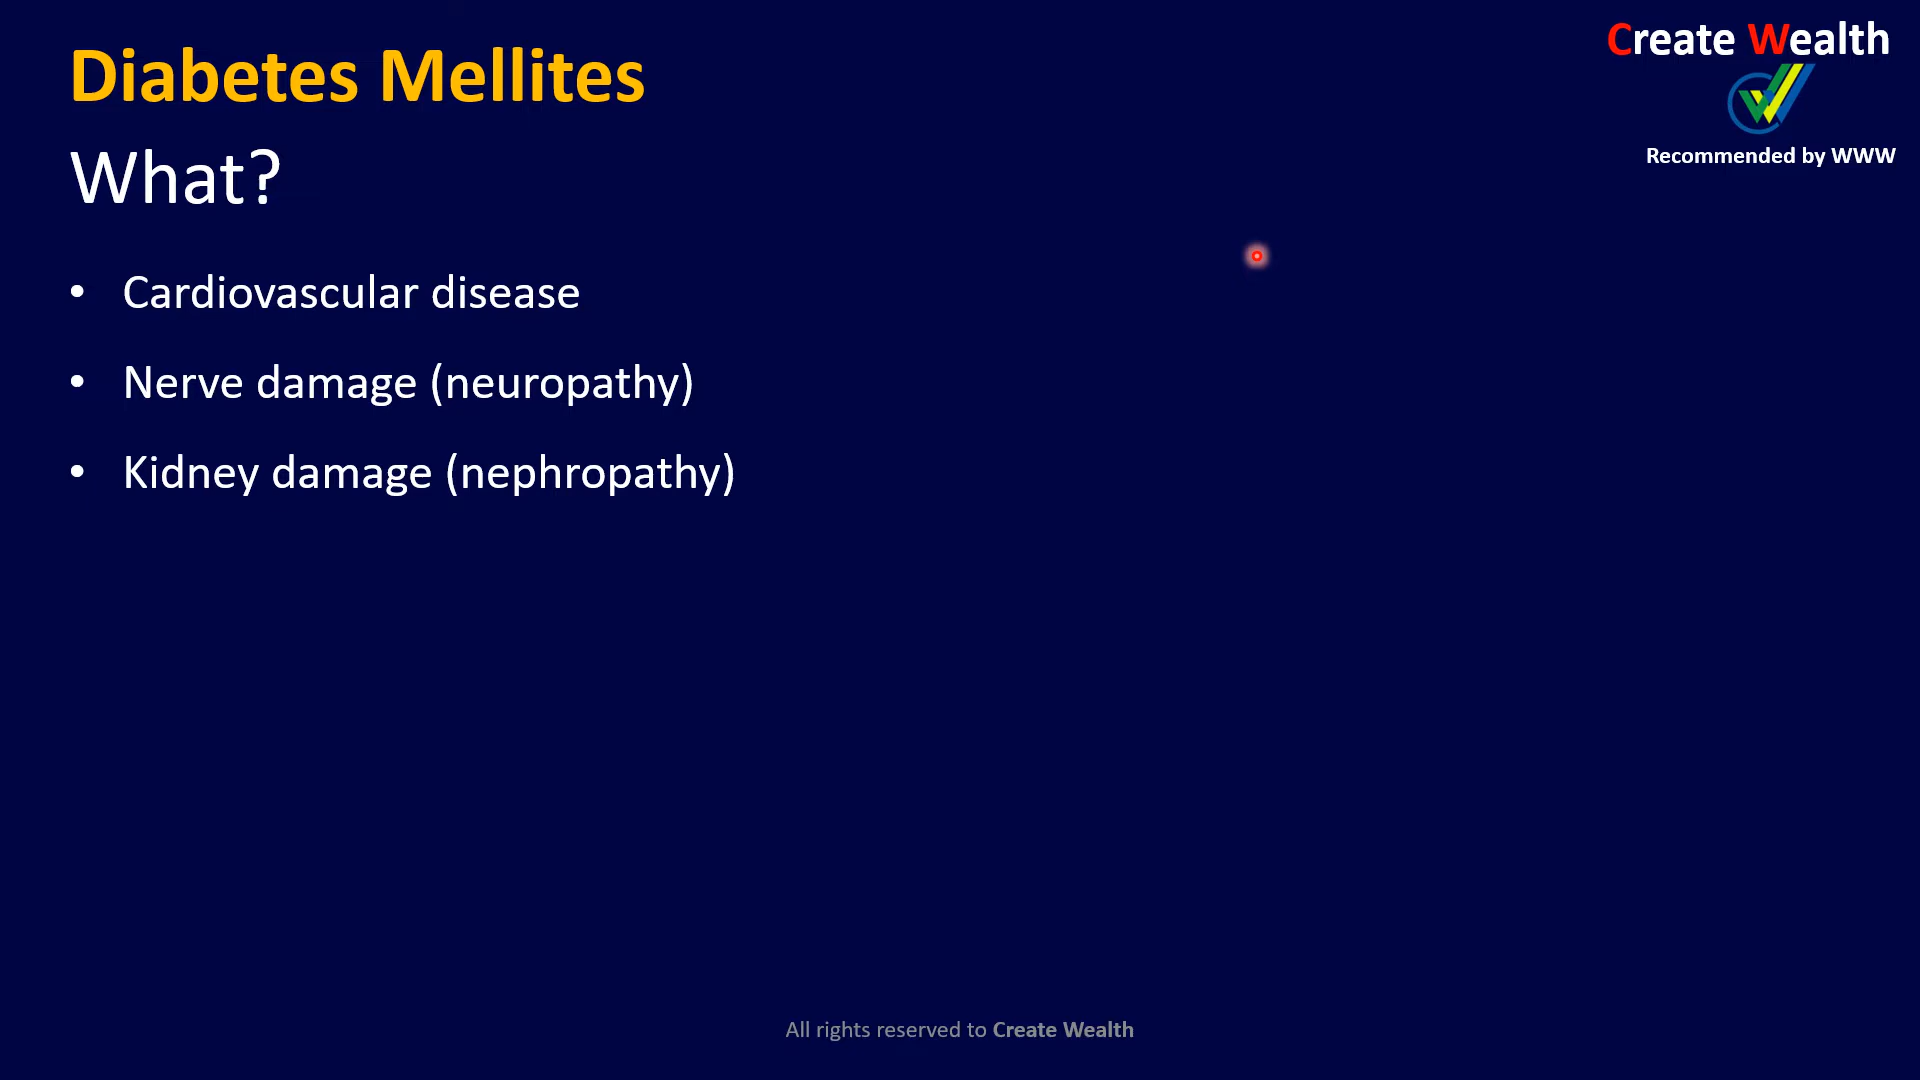 Diabetes Mellites
Create Wealth
Recommended by WWW
What?
• Cardiovascular disease
• Nerve damage (neuropathy)
• Kidney damage (nephropathy)
All rights reserved to Create Wealth